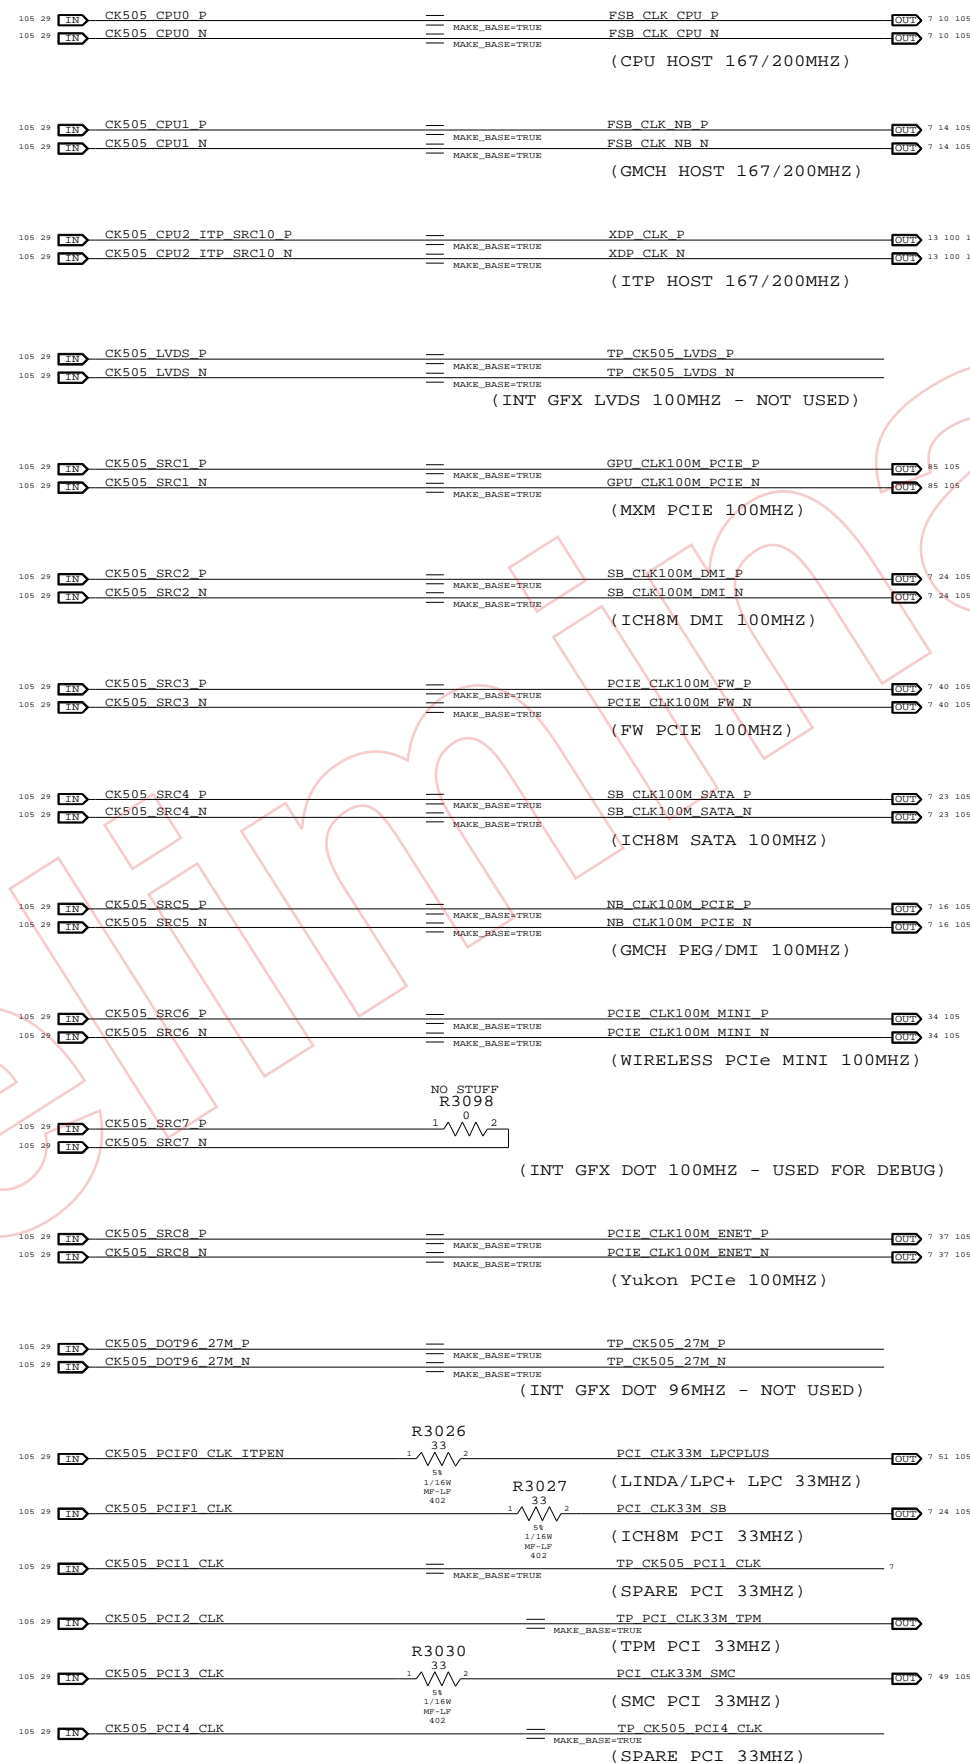 105 29 IN CK505_CPU0_P MAKE_BASE=TRUE FSB_CLK_CPU_P OUT 7 10 105
105 29 IN CK505_CPU0_N MAKE_BASE=TRUE FSB_CLK_CPU_N OUT 7 10 105
(CPU HOST 167/200MHZ)
105 29 IN CK505_CPU1_P MAKE_BASE=TRUE FSB_CLK_NB_P OUT 7 14 105
105 29 IN CK505_CPU1_N MAKE_BASE=TRUE FSB_CLK_NB_N OUT 7 14 105
(GMCH HOST 167/200MHZ)
105 29 IN CK505_CPU2_ITP_SRC10_P MAKE_BASE=TRUE XDP_CLK_P OUT 13 100 1
105 29 IN CK505_CPU2_ITP_SRC10_N MAKE_BASE=TRUE XDP_CLK_N OUT 13 100 1
(ITP HOST 167/200MHZ)
105 29 IN CK505_LVDS_P MAKE_BASE=TRUE TP_CK505_LVDS_P
105 29 IN CK505_LVDS_N MAKE_BASE=TRUE TP_CK505_LVDS_N
(INT GFX LVDS 100MHZ - NOT USED)
105 29 IN CK505_SRC1_P MAKE_BASE=TRUE GPU_CLK100M_PCIE_P OUT 85 105
105 29 IN CK505_SRC1_N MAKE_BASE=TRUE GPU_CLK100M_PCIE_N OUT 85 105
(MXM PCIE 100MHZ)
105 29 IN CK505_SRC2_P MAKE_BASE=TRUE SB_CLK100M_DMI_P OUT 7 24 105
105 29 IN CK505_SRC2_N MAKE_BASE=TRUE SB_CLK100M_DMI_N OUT 7 24 105
(ICH8M DMI 100MHZ)
105 29 IN CK505_SRC3_P MAKE_BASE=TRUE PCIE_CLK100M_FW_P OUT 7 40 105
105 29 IN CK505_SRC3_N MAKE_BASE=TRUE PCIE_CLK100M_FW_N OUT 7 40 105
(FW PCIE 100MHZ)
105 29 IN CK505_SRC4_P MAKE_BASE=TRUE SB_CLK100M_SATA_P OUT 7 23 105
105 29 IN CK505_SRC4_N MAKE_BASE=TRUE SB_CLK100M_SATA_N OUT 7 23 105
(ICH8M SATA 100MHZ)
105 29 IN CK505_SRC5_P MAKE_BASE=TRUE NB_CLK100M_PCIE_P OUT 7 16 105
105 29 IN CK505_SRC5_N MAKE_BASE=TRUE NB_CLK100M_PCIE_N OUT 7 16 105
(GMCH PEG/DMI 100MHZ)
105 29 IN CK505_SRC6_P MAKE_BASE=TRUE PCIE_CLK100M_MINI_P OUT 34 105
105 29 IN CK505_SRC6_N MAKE_BASE=TRUE PCIE_CLK100M_MINI_N OUT 34 105
(WIRELESS PCIe MINI 100MHZ)
NO STUFF
R3098
0
105 29 IN CK505_SRC7_P 1 2
105 29 IN CK505_SRC7_N
(INT GFX DOT 100MHZ - USED FOR DEBUG)
105 29 IN CK505_SRC8_P MAKE_BASE=TRUE PCIE_CLK100M_ENET_P OUT 7 37 105
105 29 IN CK505_SRC8_N MAKE_BASE=TRUE PCIE_CLK100M_ENET_N OUT 7 37 105
(Yukon PCIe 100MHZ)
105 29 IN CK505_DOT96_27M_P MAKE_BASE=TRUE TP_CK505_27M_P
105 29 IN CK505_DOT96_27M_N MAKE_BASE=TRUE TP_CK505_27M_N
(INT GFX DOT 96MHZ - NOT USED)
R3026
33
105 29 IN CK505_PCIF0_CLK_ITPEN 1 2 PCI_CLK33M_LPCPLUS OUT 7 51 105
5%
1/16W
MF-LF
402
(LINDA/LPC+ LPC 33MHZ)
R3027
33
105 29 IN CK505_PCIF1_CLK 1 2 PCI_CLK33M_SB OUT 7 24 105
5%
1/16W
MF-LF
402
(ICH8M PCI 33MHZ)
105 29 IN CK505_PCI1_CLK MAKE_BASE=TRUE TP_CK505_PCI1_CLK 7
(SPARE PCI 33MHZ)
105 29 IN CK505_PCI2_CLK MAKE_BASE=TRUE TP_PCI_CLK33M_TPM OUT
(TPM PCI 33MHZ)
R3030
33
105 29 IN CK505_PCI3_CLK 1 2 PCI_CLK33M_SMC OUT 7 49 105
5%
1/16W
MF-LF
402
(SMC PCI 33MHZ)
105 29 IN CK505_PCI4_CLK MAKE_BASE=TRUE TP_CK505_PCI4_CLK
(SPARE PCI 33MHZ)
elimina